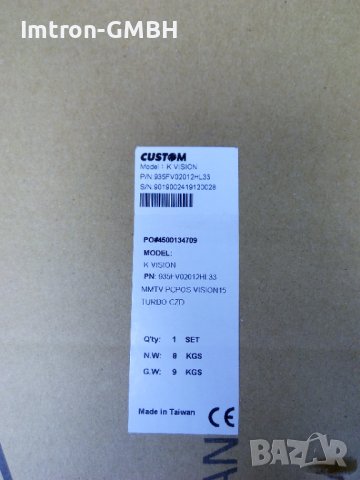 Imtron-GMBH
CUSTOM
Model : K VISION
P/N 935FV02012HL33
S/N 9019002419120028
PO#4500134709
MODEL:
K VISION
PN: 935FV02012HL33
MMTV PCPOS VISION15
TURBO CZD
Q'ty: 1 SET
N.W: 8 KGS
G.W: 9 KGS
Made in Taiwan CE
BAZAR